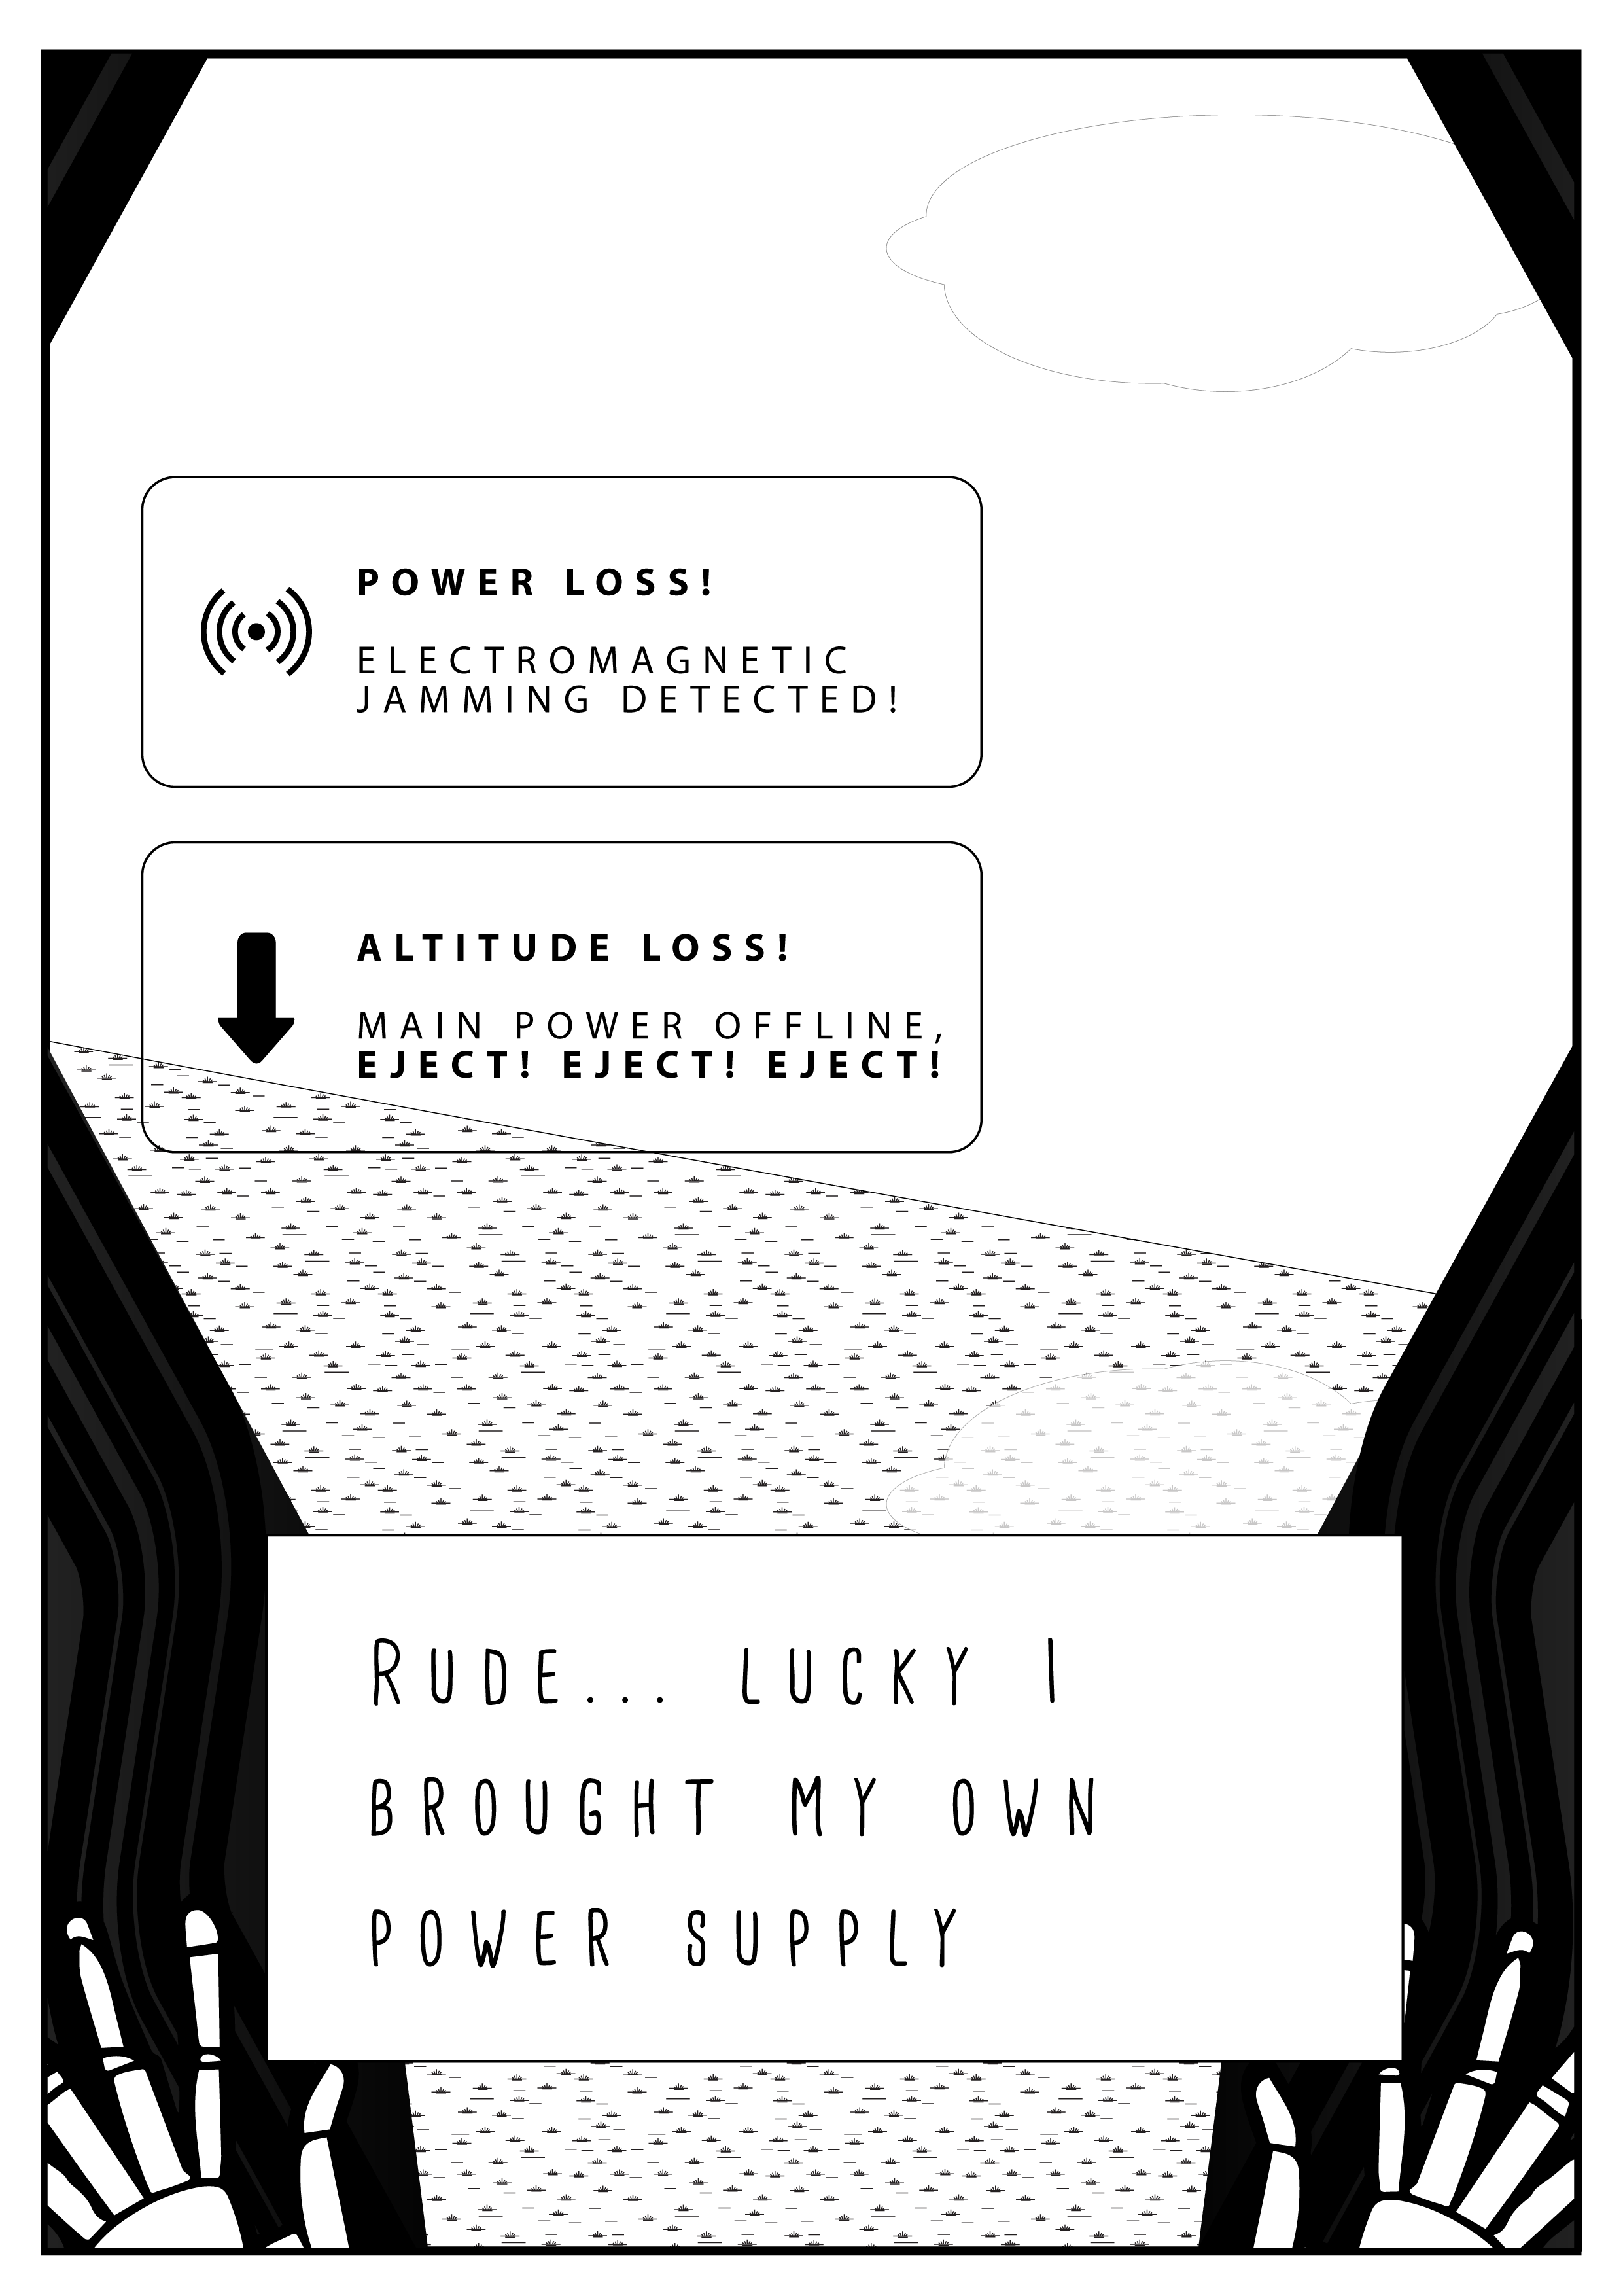 POWER LOSS!
ELECTROMAGNETIC
JAMMING DETECTED!
ALTITUDE LOSS!
MAIN POWER OFFLINE,
EJECT! EJECT! EJECT!
RUDE... LUCKY I
BROUGHT MY OWN
POWER SUPPLY